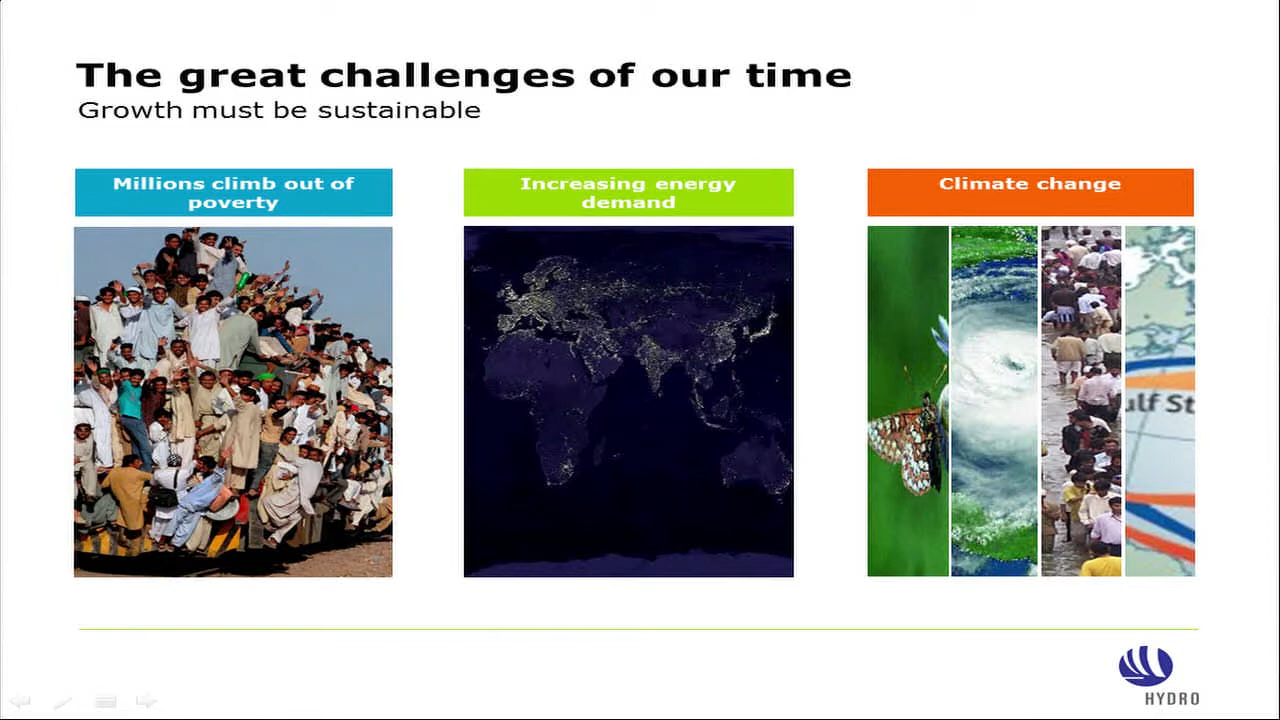 The great challenges of our time
Growth must be sustainable
Millions climb out of
poverty
Increasing energy
demand
Climate change
ulf St
HYDRO